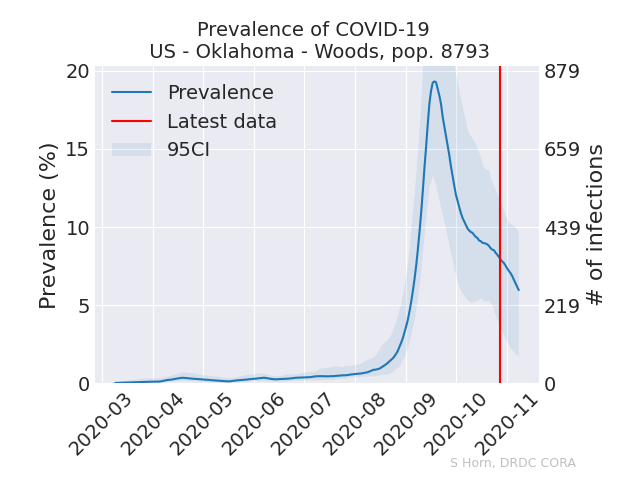 Prevalence of COVID-19
US - Oklahoma - Woods, pop. 8793
Prevalence
Latest data
95CI
Prevalence (%)
20
15
10
5
0
879
659
439
219
0
# of infections
2020-03
2020-04
2020-05
2020-06
2020-07
2020-08
2020-09
2020-10
2020-11
S Horn, DRDC CORA